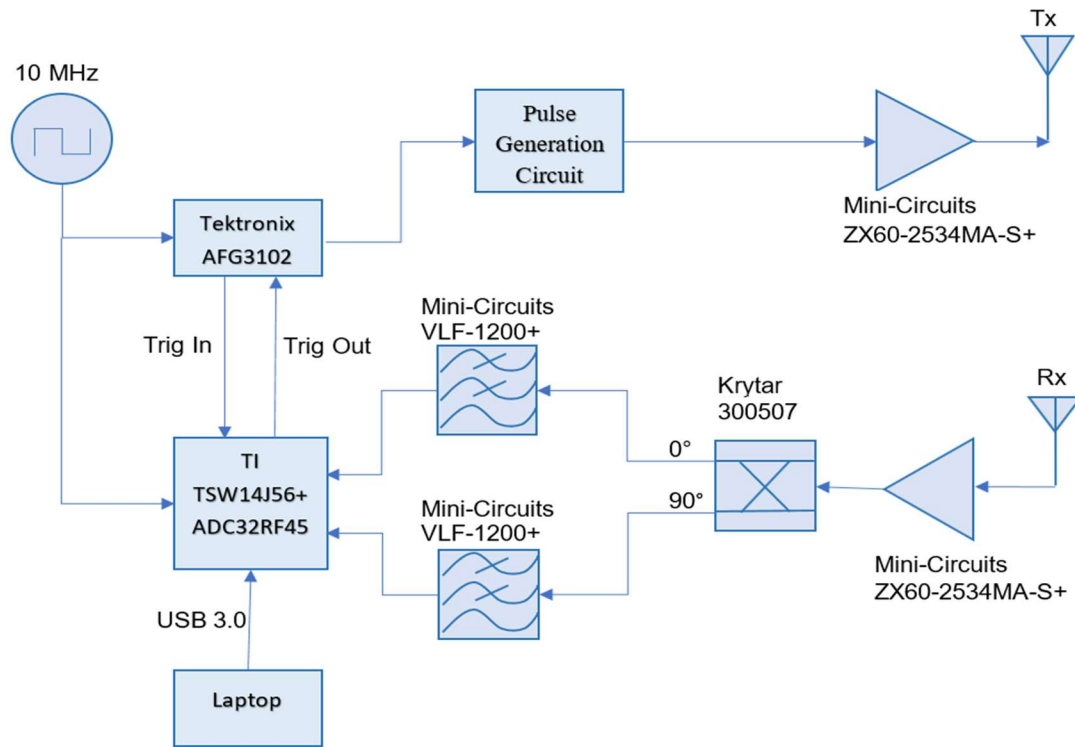 Tx
10 MHz
Pulse
Generation
Circuit
Mini-Circuits
ZX60-2534MA-S+
Tektronix
AFG3102
Trig In
Trig Out
Mini-Circuits
VLF-1200+
Krytar
300507
Rx
0°
90°
TI
TSW14J56+
ADC32RF45
Mini-Circuits
VLF-1200+
Mini-Circuits
ZX60-2534MA-S+
USB 3.0
Laptop